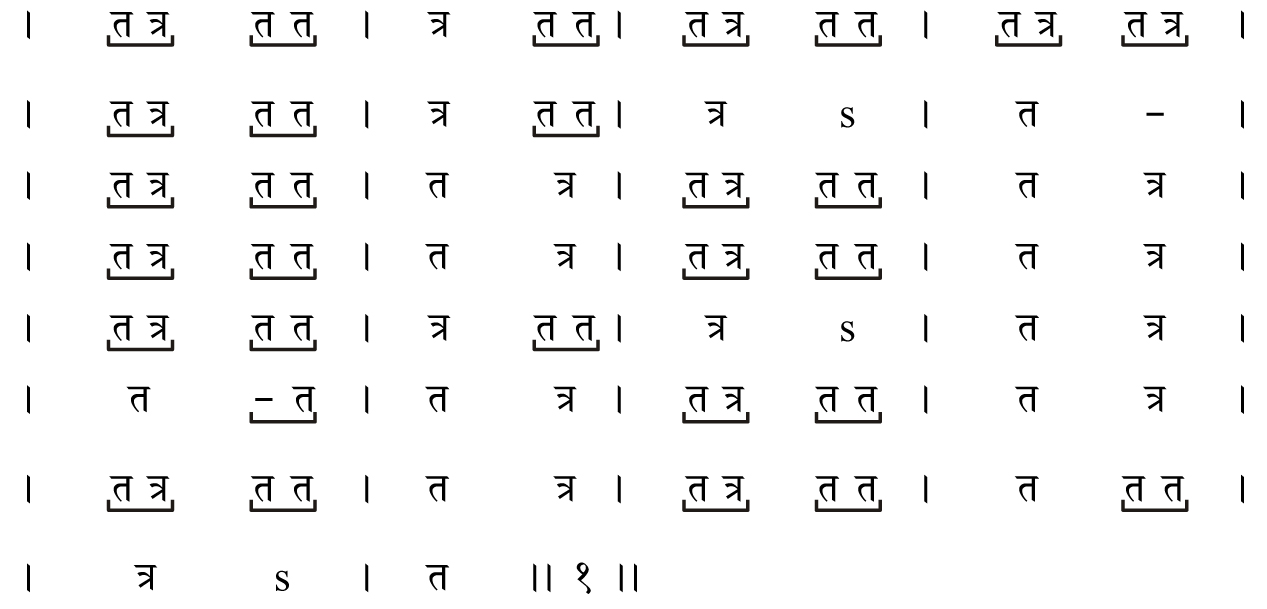 | त त्र त त | त्र त त | त त्र त त | त त्र त त्र |
| त त्र त त | त्र त त | त्र s | त – |
| त त्र त त | त त्र | त त्र त त | त त्र |
| त त्र त त | त त्र | त त्र त त | त त्र |
| त त्र त त | त्र त त | त्र s | त त्र |
| त – त | त त्र | त त्र त त | त त्र |
| त त्र त त | त त्र | त त्र त त | त त त |
| त्र s | त || १ ||